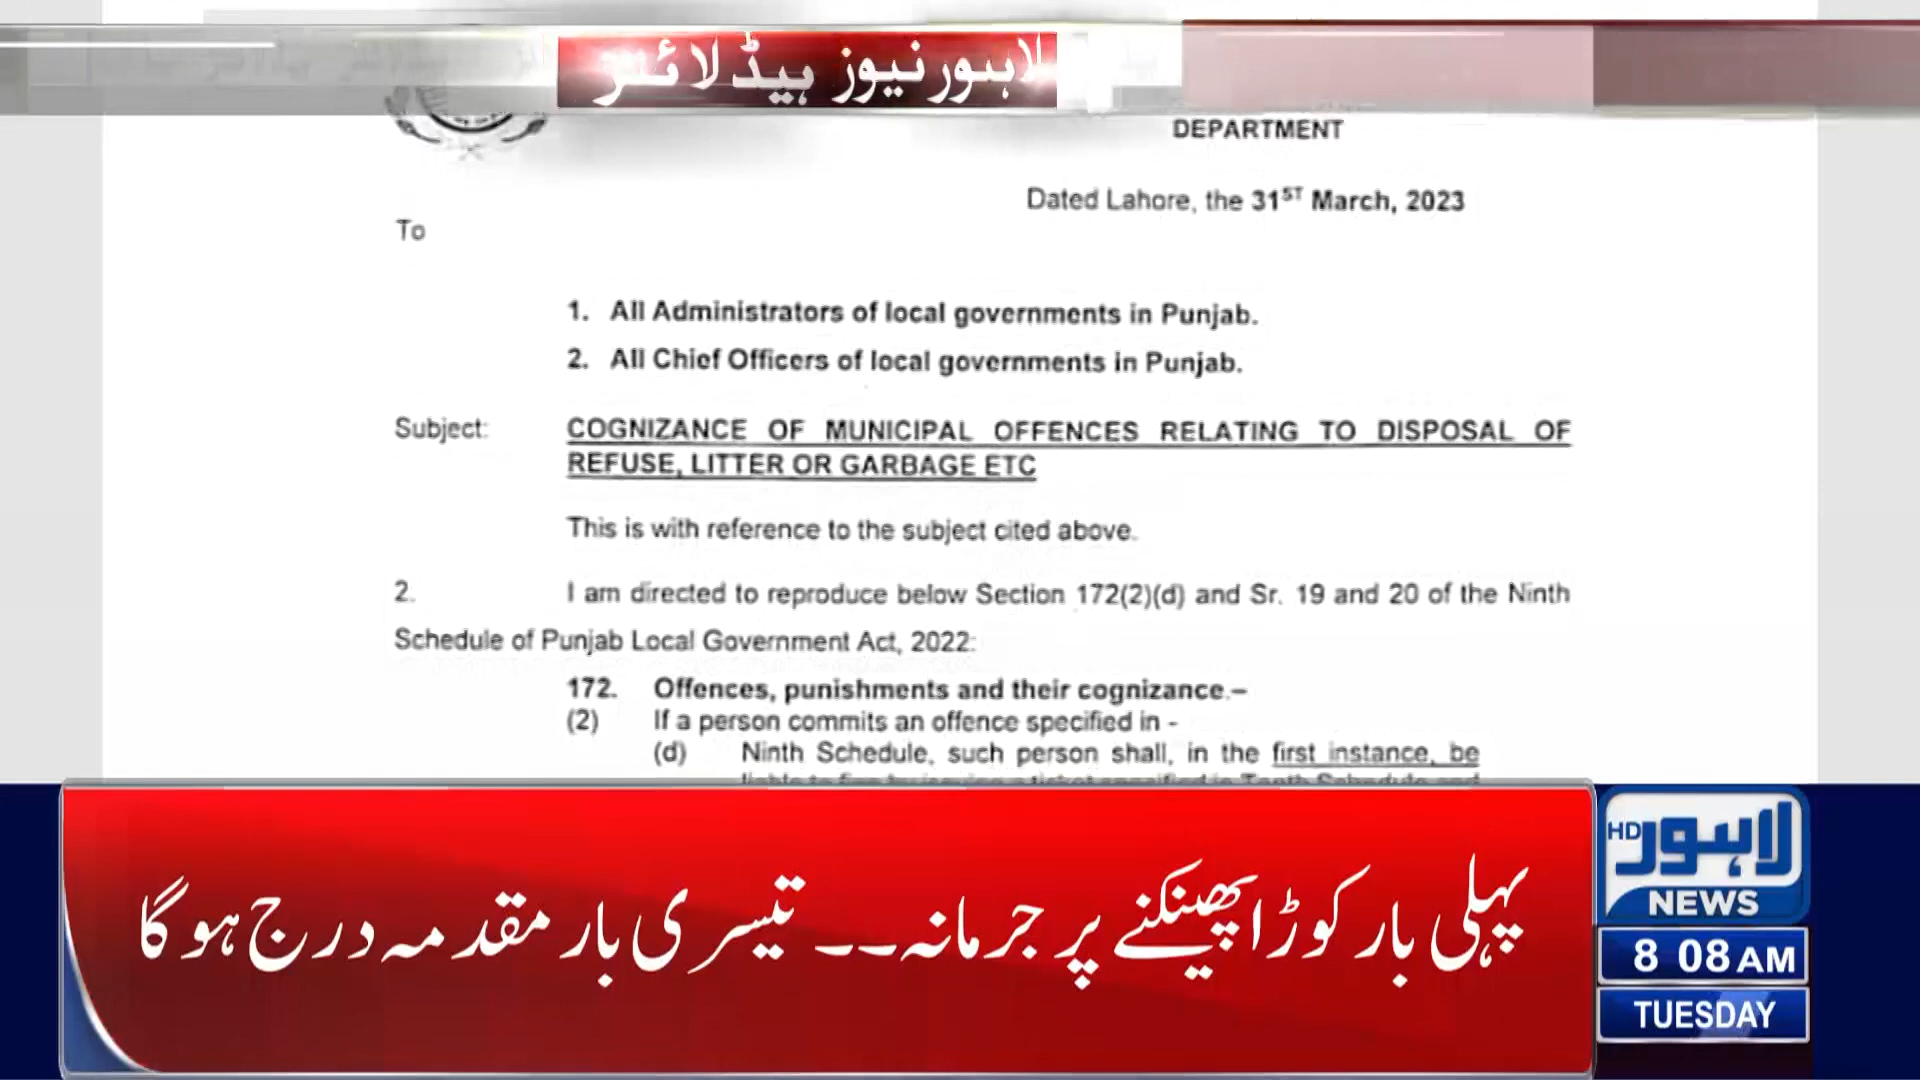 لاہور نیوز ہیڈلائنز
DEPARTMENT
Dated Lahore, the 31ST March, 2023
To
1. All Administrators of local governments in Punjab.
2. All Chief Officers of local governments in Punjab.
Subject: COGNIZANCE OF MUNICIPAL OFFENCES RELATING TO DISPOSAL OF
REFUSE, LITTER OR GARBAGE ETC
This is with reference to the subject cited above.
2. I am directed to reproduce below Section 172(2)(d) and Sr. 19 and 20 of the Ninth
Schedule of Punjab Local Government Act, 2022:
172. Offences, punishments and their cognizance.–
(2) If a person commits an offence specified in -
(d) Ninth Schedule, such person shall, in the first instance, be
پہلی بار کوڑا پھینکنے پر جرمانہ۔۔ تیسری بار مقدمہ درج ہوگا
لاہور HD
NEWS
8 08 AM
TUESDAY